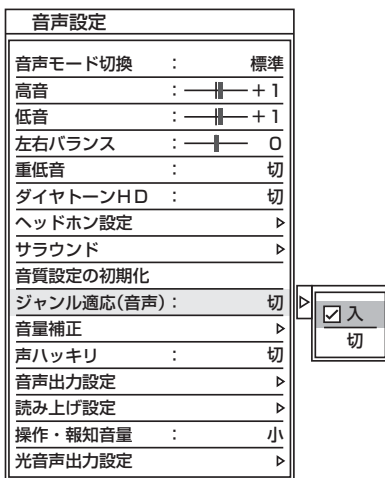 音声設定
音声モード切換 : 標準
高音 : +1
低音 : +1
左右バランス : 0
重低音 : 切
ダイヤトーンHD : 切
ヘッドホン設定
サラウンド
音質設定の初期化
ジャンル適応(音声) : 切
入
切
音量補正
声ハッキリ : 切
音声出力設定
読み上げ設定
操作・報知音量 : 小
光音声出力設定